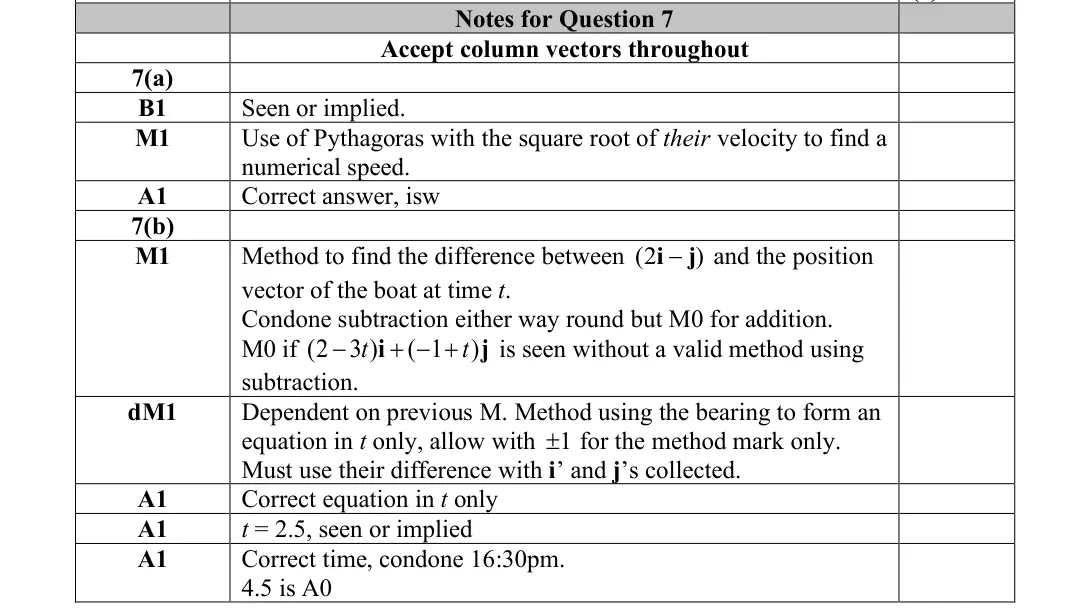 Notes for Question 7
Accept column vectors throughout
7(a)
B1 Seen or implied.
M1 Use of Pythagoras with the square root of their velocity to find a
numerical speed.
A1 Correct answer, isw
7(b)
M1 Method to find the difference between (2i − j) and the position
vector of the boat at time t.
Condone subtraction either way round but M0 for addition.
M0 if (2 − 3t)i + (−1 + t)j is seen without a valid method using
subtraction.
dM1 Dependent on previous M. Method using the bearing to form an
equation in t only, allow with ±1 for the method mark only.
Must use their difference with i’ and j’s collected.
A1 Correct equation in t only
A1 t = 2.5, seen or implied
A1 Correct time, condone 16:30pm.
4.5 is A0